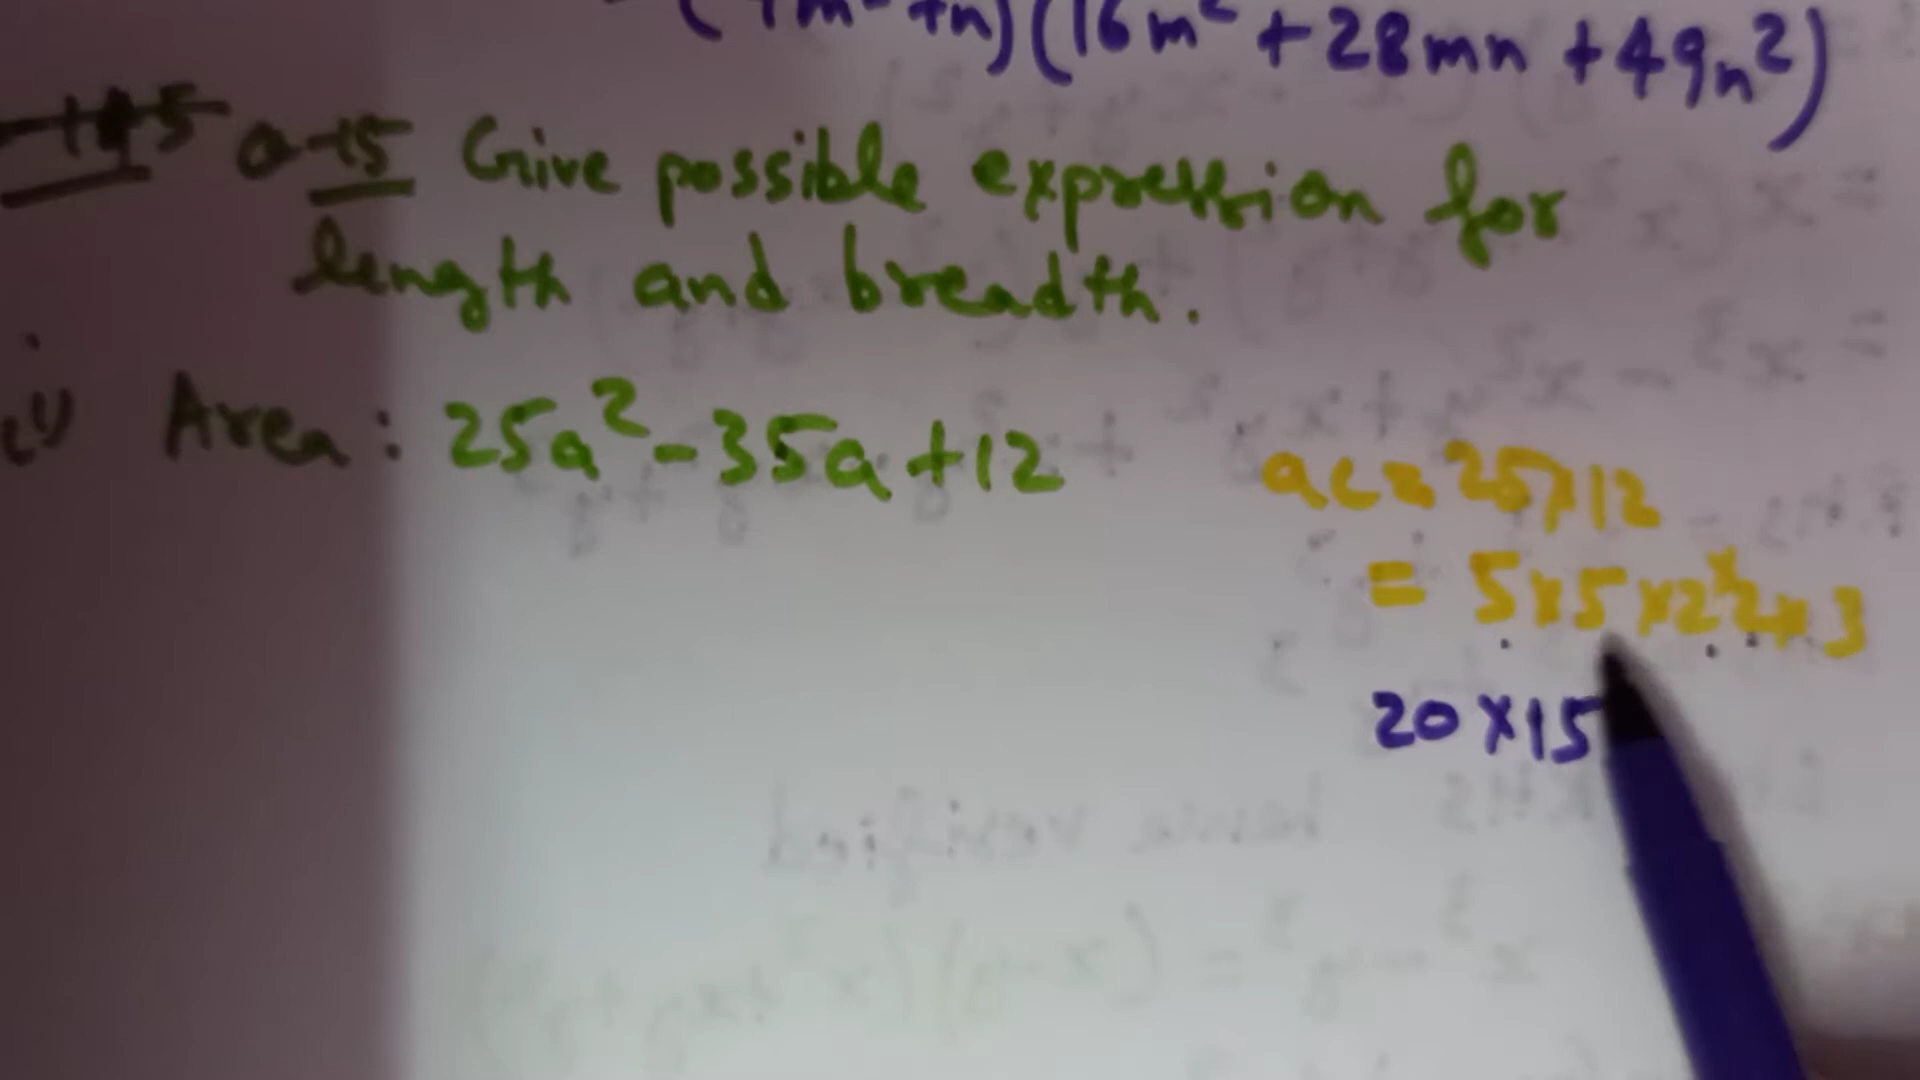 (16m² + 28mn + 49n²)
Q-15 Give possible expression for
length and breadth.
Area: 25a² - 35a + 12
ac = 25×12
= 5×5×2×2×3
20×15